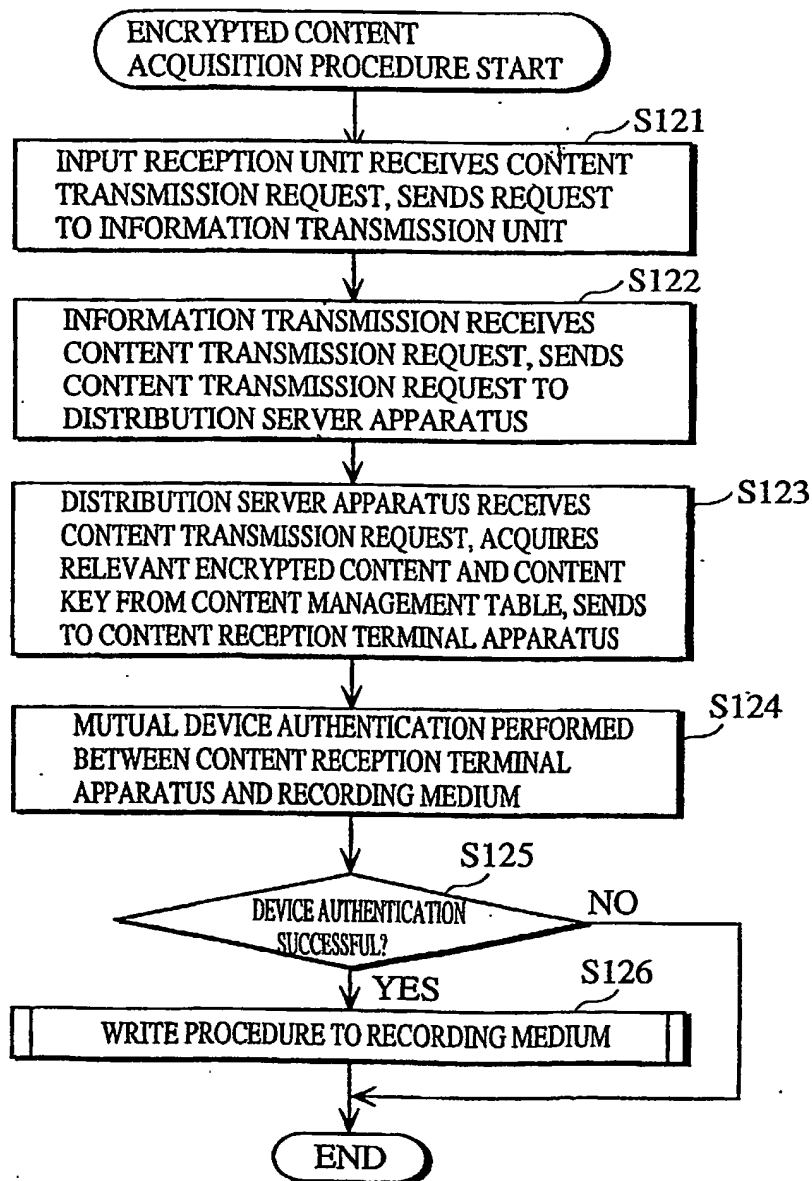 ENCRYPTED CONTENT
ACQUISITION PROCEDURE START
S121
INPUT RECEPTION UNIT RECEIVES CONTENT
TRANSMISSION REQUEST, SENDS REQUEST
TO INFORMATION TRANSMISSION UNIT
S122
INFORMATION TRANSMISSION RECEIVES
CONTENT TRANSMISSION REQUEST, SENDS
CONTENT TRANSMISSION REQUEST TO
DISTRIBUTION SERVER APPARATUS
S123
DISTRIBUTION SERVER APPARATUS RECEIVES
CONTENT TRANSMISSION REQUEST, ACQUIRES
RELEVANT ENCRYPTED CONTENT AND CONTENT
KEY FROM CONTENT MANAGEMENT TABLE, SENDS
TO CONTENT RECEPTION TERMINAL APPARATUS
S124
MUTUAL DEVICE AUTHENTICATION PERFORMED
BETWEEN CONTENT RECEPTION TERMINAL
APPARATUS AND RECORDING MEDIUM
S125
DEVICE AUTHENTICATION
SUCCESSFUL?
NO
YES
S126
WRITE PROCEDURE TO RECORDING MEDIUM
END